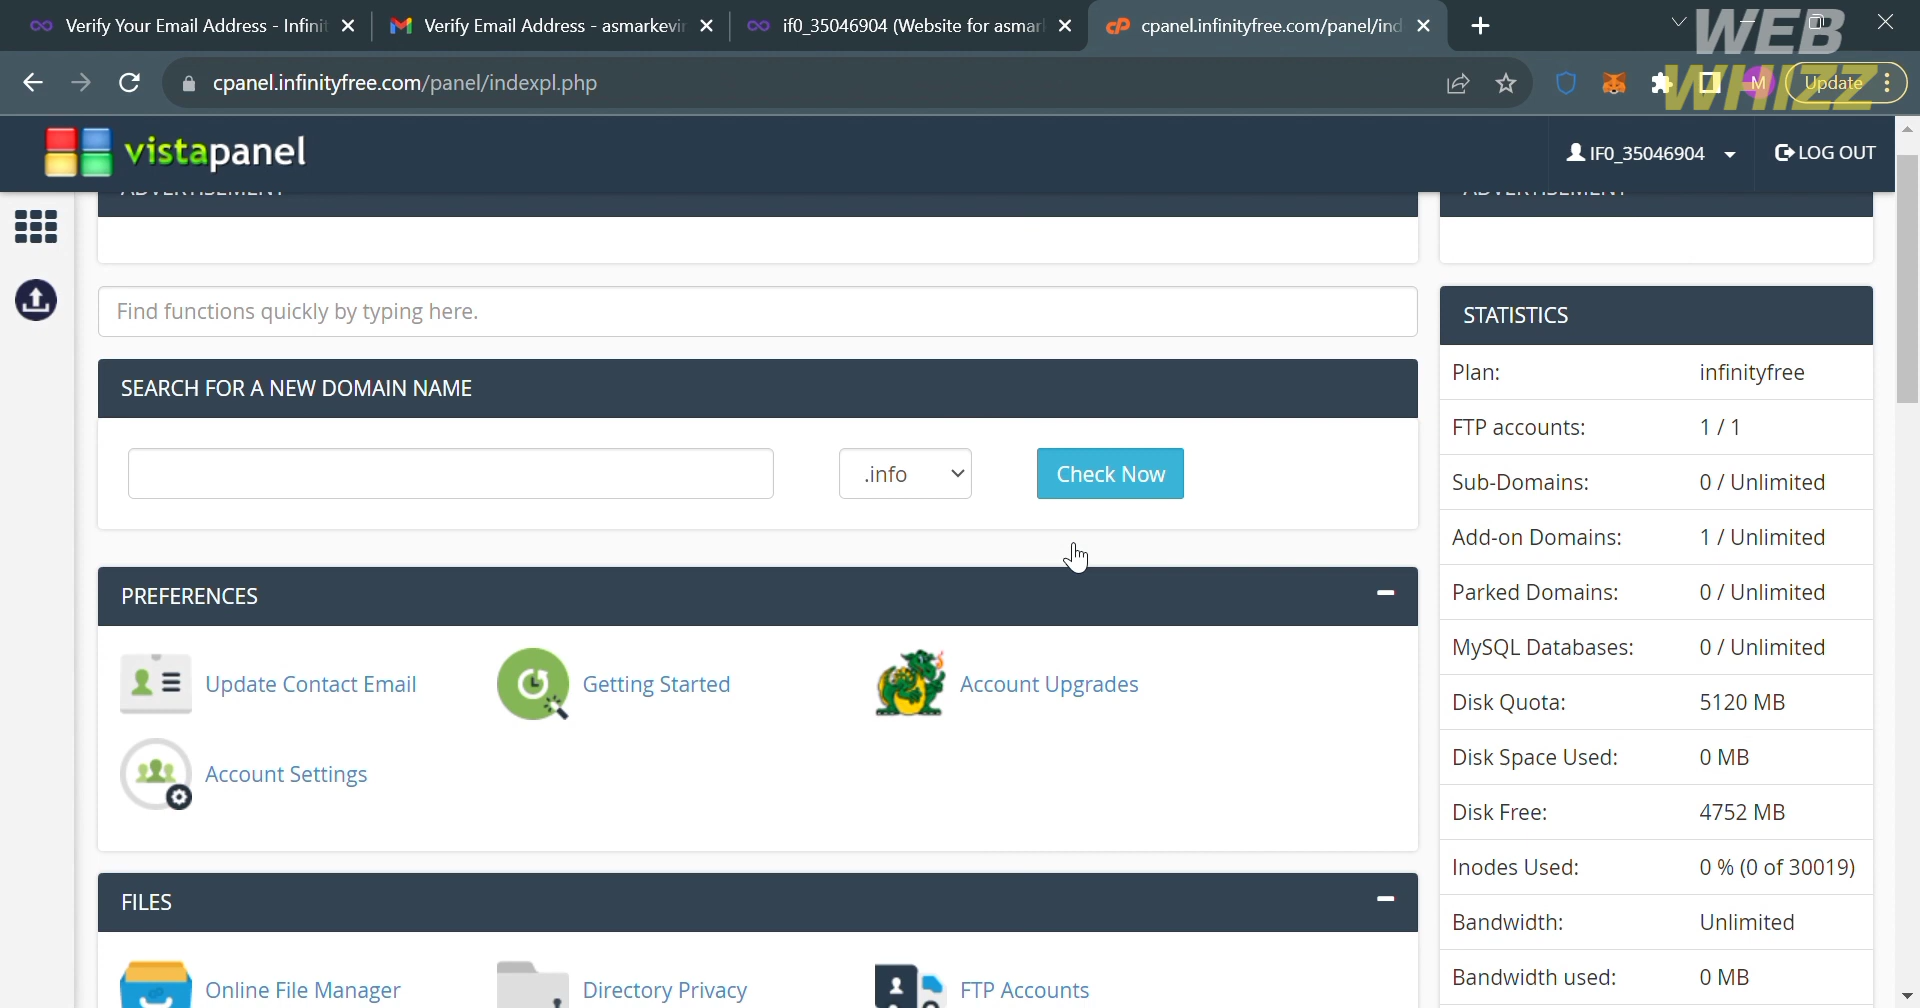 Verify Your Email Address - Infinit
Verify Email Address - asmarkevir
if0_35046904 (Website for asmar
cpanel.infinityfree.com/panel/ind
WEB
WHIZZ
cpanel.infinityfree.com/panel/indexpl.php
M
Update
vistapanel
IF0_35046904
LOG OUT
ADVERTISEMENT
ADVERTISEMENT
Find functions quickly by typing here.
SEARCH FOR A NEW DOMAIN NAME
.info
Check Now
PREFERENCES
Update Contact Email
Getting Started
Account Upgrades
Account Settings
FILES
Online File Manager
Directory Privacy
FTP Accounts
STATISTICS
Plan: infinityfree
FTP accounts: 1 / 1
Sub-Domains: 0 / Unlimited
Add-on Domains: 1 / Unlimited
Parked Domains: 0 / Unlimited
MySQL Databases: 0 / Unlimited
Disk Quota: 5120 MB
Disk Space Used: 0 MB
Disk Free: 4752 MB
Inodes Used: 0 % (0 of 30019)
Bandwidth: Unlimited
Bandwidth used: 0 MB